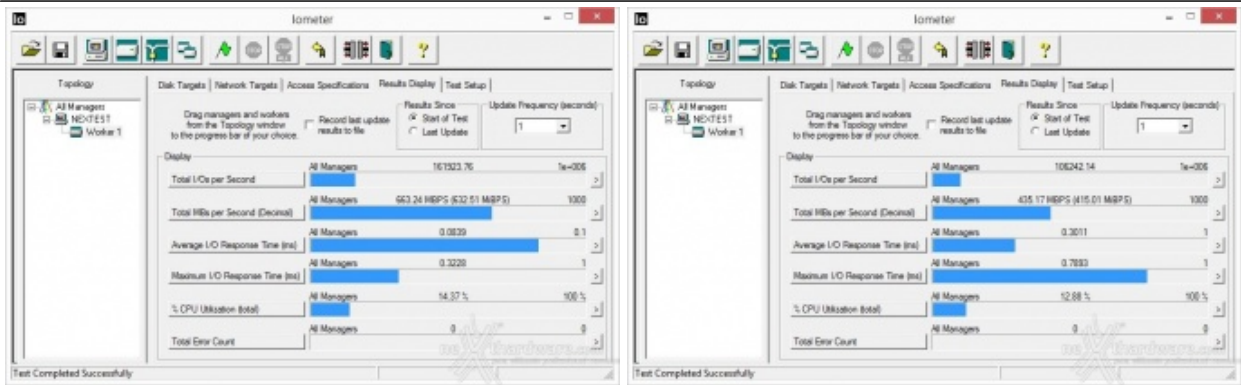 Iometer
Topology
All Managers
NEXTEST
Worker 1
Disk Targets | Network Targets | Access Specifications | Results Display | Test Setup
Drag managers and workers
from the Topology window
to the progress bar of your choice.
Record last update
results to file
Results Since
Start of Test
Last Update
Update Frequency (seconds)
1
Display
All Managers 161923.76 1e+006
Total I/Os per Second
All Managers 663.24 MBPS (632.51 MiBPS) 1000
Total MBs per Second (Decimal)
All Managers 0.0839 0.1
Average I/O Response Time (ms)
All Managers 0.3228 1
Maximum I/O Response Time (ms)
All Managers 14.37 % 100 %
% CPU Utilization (total)
All Managers 0 0
Total Error Count
Test Completed Successfully
Iometer
Topology
All Managers
NEXTEST
Worker 1
Disk Targets | Network Targets | Access Specifications | Results Display | Test Setup
Drag managers and workers
from the Topology window
to the progress bar of your choice.
Record last update
results to file
Results Since
Start of Test
Last Update
Update Frequency (seconds)
1
Display
All Managers 106242.14 1e+006
Total I/Os per Second
All Managers 435.17 MBPS (415.01 MiBPS) 1000
Total MBs per Second (Decimal)
All Managers 0.3011 1
Average I/O Response Time (ms)
All Managers 0.7893 1
Maximum I/O Response Time (ms)
All Managers 12.88 % 100 %
% CPU Utilization (total)
All Managers 0 0
Total Error Count
Test Completed Successfully